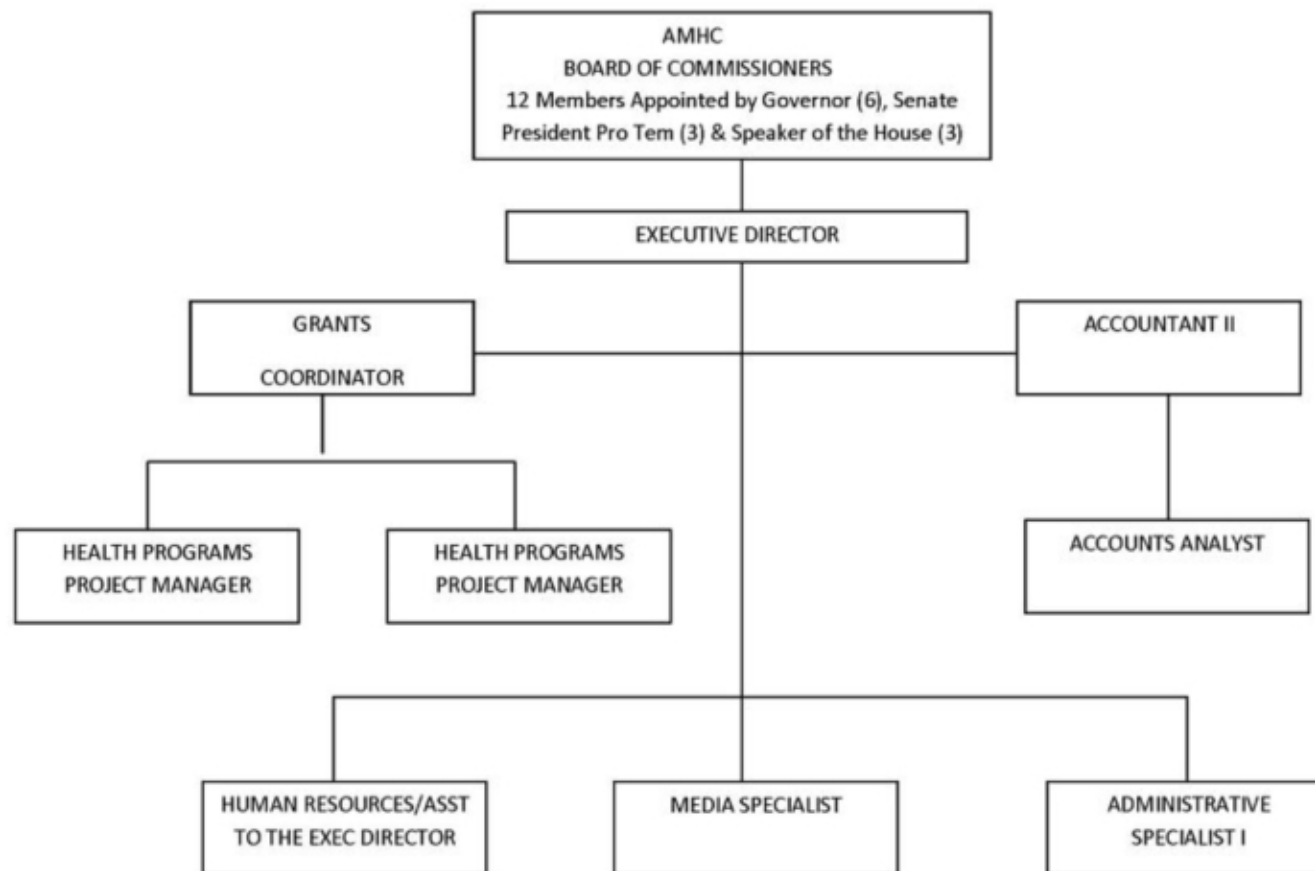 AMHC
BOARD OF COMMISSIONERS
12 Members Appointed by Governor (6), Senate
President Pro Tem (3) & Speaker of the House (3)
EXECUTIVE DIRECTOR
GRANTS
COORDINATOR
ACCOUNTANT II
HEALTH PROGRAMS
PROJECT MANAGER
HEALTH PROGRAMS
PROJECT MANAGER
ACCOUNTS ANALYST
HUMAN RESOURCES/ASST
TO THE EXEC DIRECTOR
MEDIA SPECIALIST
ADMINISTRATIVE
SPECIALIST I